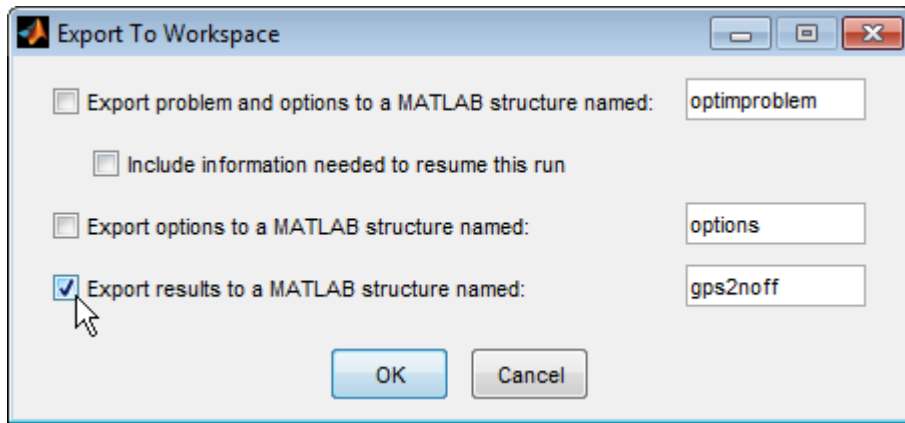 Export To Workspace
Export problem and options to a MATLAB structure named: optimproblem
Include information needed to resume this run
Export options to a MATLAB structure named: options
Export results to a MATLAB structure named: gps2noff
OK Cancel